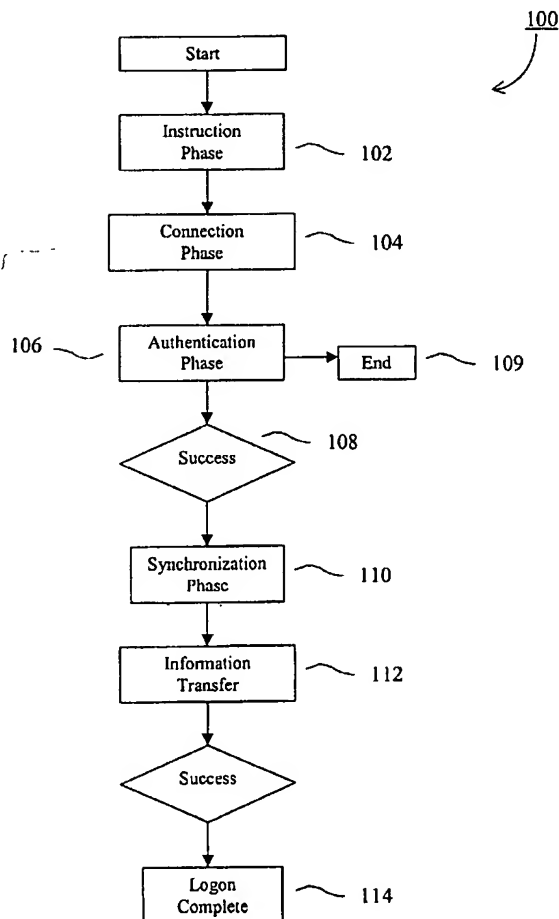 100
Start
Instruction
Phase
102
Connection
Phase
104
106
Authentication
Phase
End
109
108
Success
Synchronization
Phase
110
Information
Transfer
112
Success
Logon
Complete
114